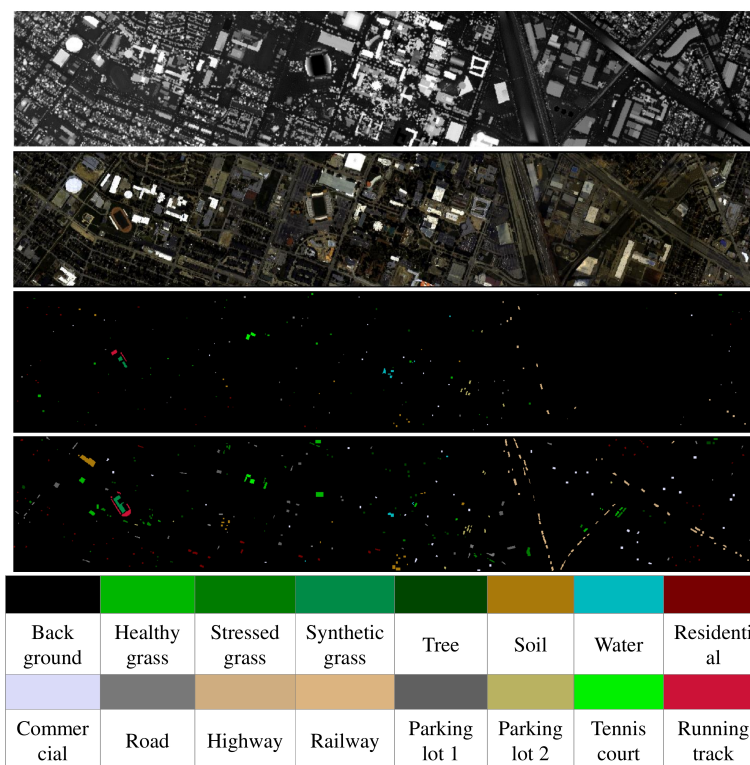 Back Healthy Stressed Synthetic Tree Soil Water Residenti
ground grass grass grass al
Commer Road Highway Railway Parking Parking Tennis Running
cial lot 1 lot 2 court track